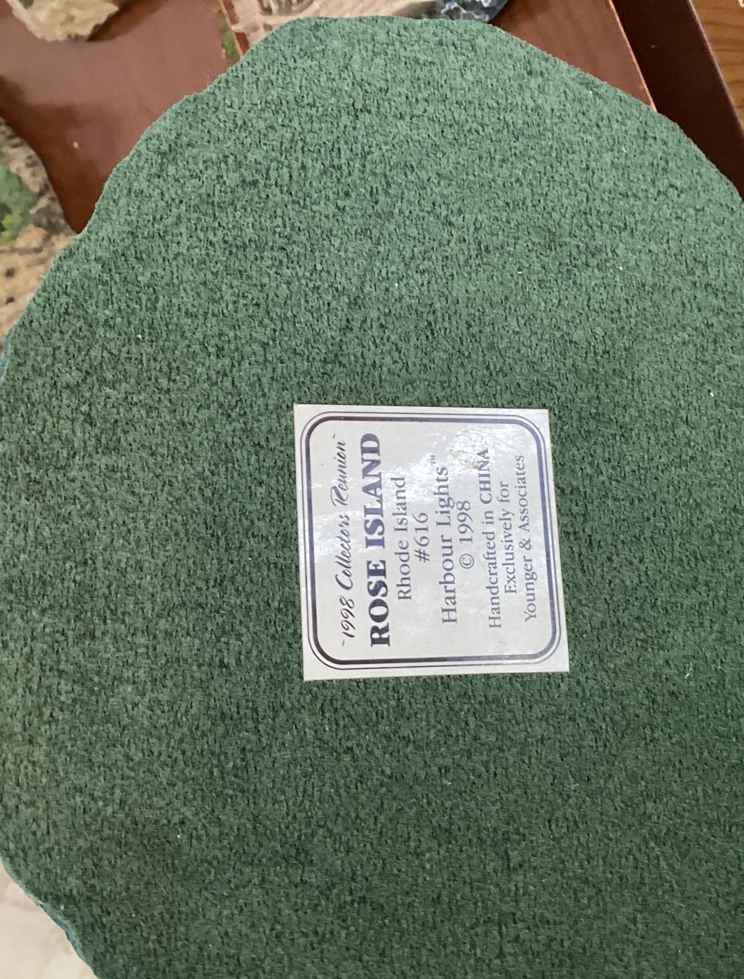 ~1998 Collectors Reunion~
ROSE ISLAND
Rhode Island
#616
Harbour Lights™
© 1998
Handcrafted in CHINA
Exclusively for
Younger & Associates